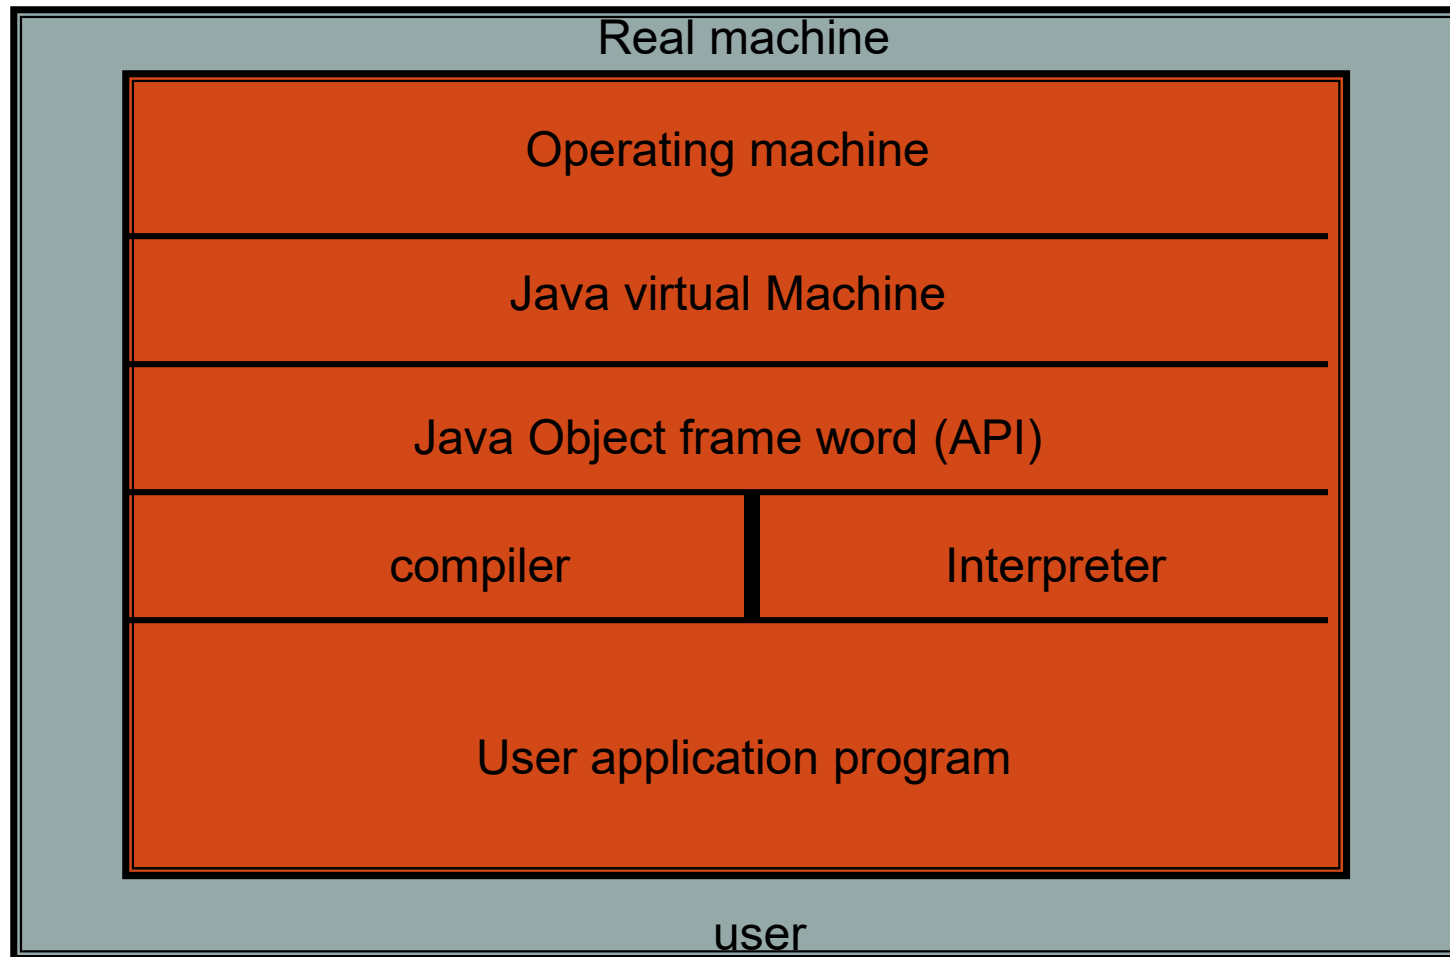 Real machine
Operating machine
Java virtual Machine
Java Object frame word (API)
compiler
Interpreter
User application program
user